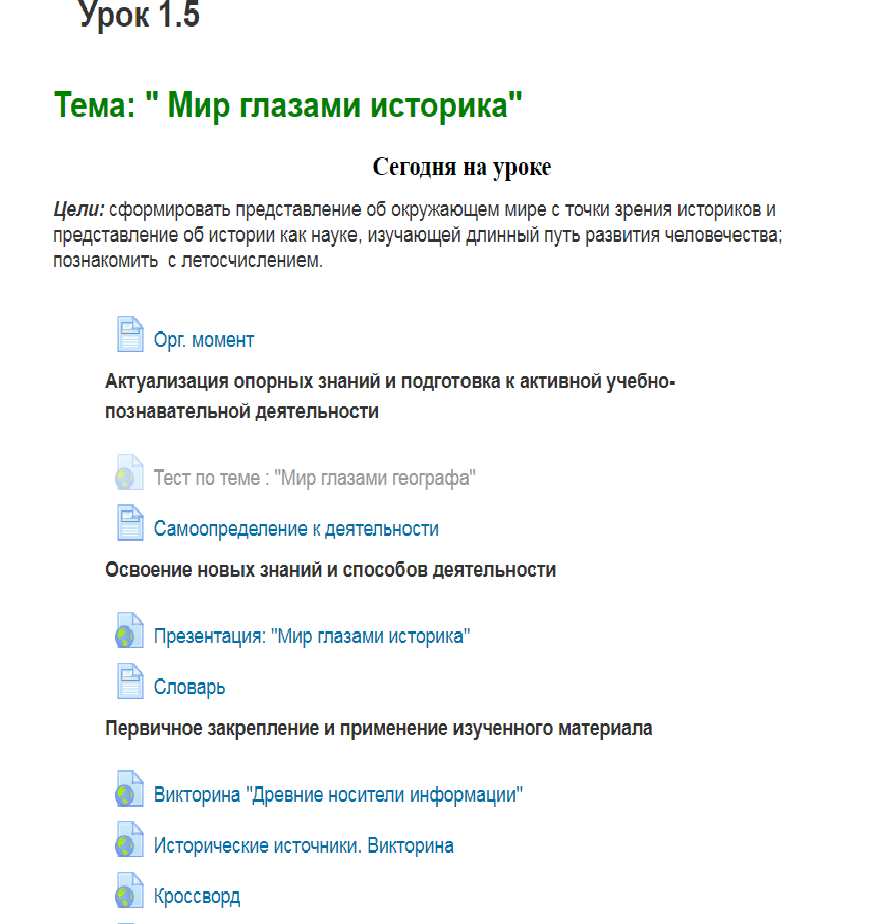 Урок 1.5
Тема: " Мир глазами историка"
Сегодня на уроке
Цели: сформировать представление об окружающем мире с точки зрения историков и
представление об истории как науке, изучающей длинный путь развития человечества;
познакомить с летосчислением.
Орг. момент
Актуализация опорных знаний и подготовка к активной учебно-
познавательной деятельности
Тест по теме : "Мир глазами географа"
Самоопределение к деятельности
Освоение новых знаний и способов деятельности
Презентация: "Мир глазами историка"
Словарь
Первичное закрепление и применение изученного материала
Викторина "Древние носители информации"
Исторические источники. Викторина
Кроссворд